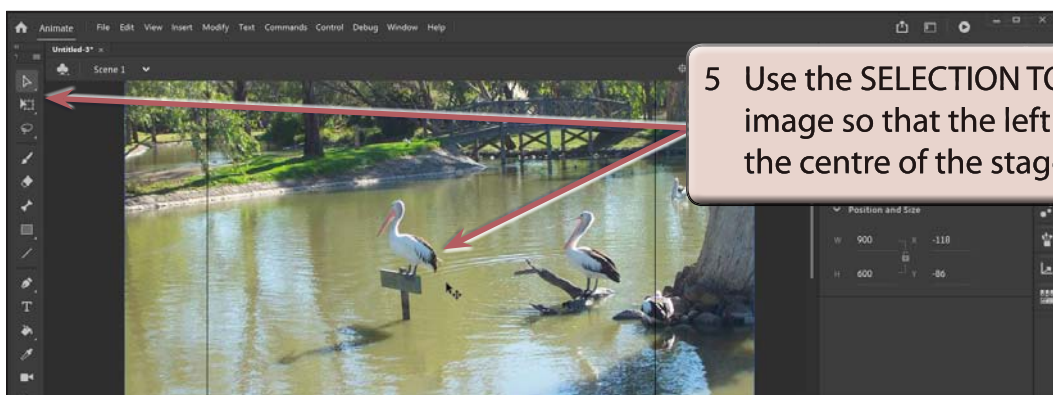 Animate File Edit View Insert Modify Text Commands Control Debug Window Help
Untitled-3* ×
Scene 1
5 Use the SELECTION TO
image so that the left
the centre of the stag
Position and Size
W 900 X -118
H 600 Y -86